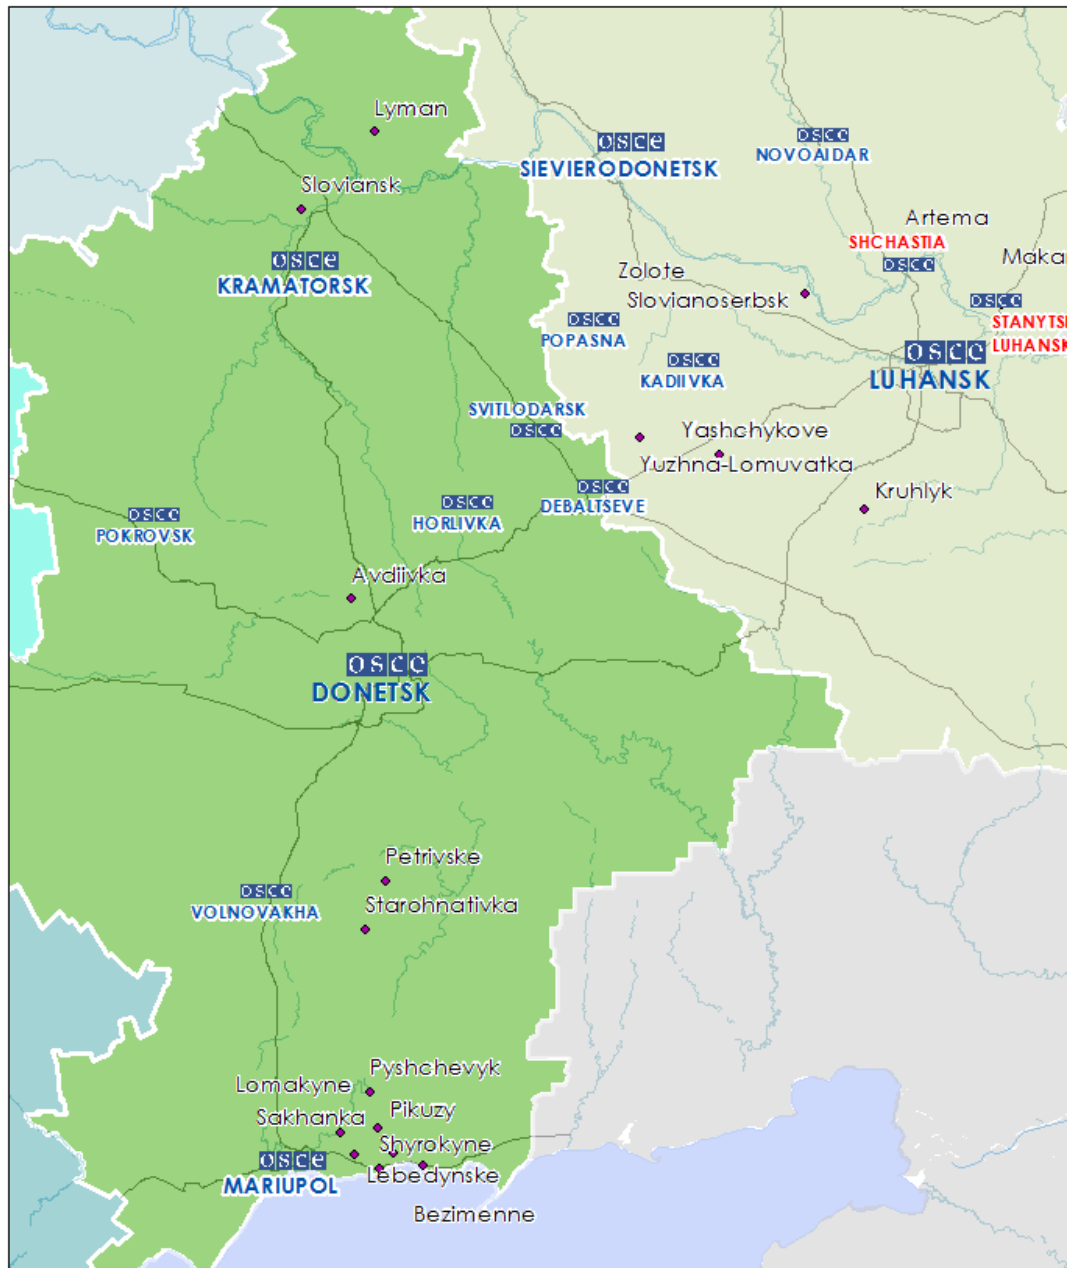 Lyman
osce
SIEVIERODONETSK
OSCE
NOVOAIDAR
Sloviansk
Artema
SHCHASTIA
OSCE
osce
KRAMATORSK
Zolote
Makar
Slovianoserbsk
OSCE
STANYTS
LUHANSK
OSCE
POPASNA
OSCE
LUHANSK
OSCE
KADIIVKA
SVITLODARSK
OSCE
Yashchykove
Yuzhna-Lomuvatka
OSCE
DEBALTSEVE
Kruhlyk
OSCE
HORLIVKA
OSCE
POKROVSK
Avdiivka
OSCE
DONETSK
Petrivske
OSCE
VOLNOVAKHA
Starohnativka
Pyshchevyk
Lomakyne
Pikuzy
Sakhanka
Shyrokyne
osce
MARIUPOL
Lebedynske
Bezimenne